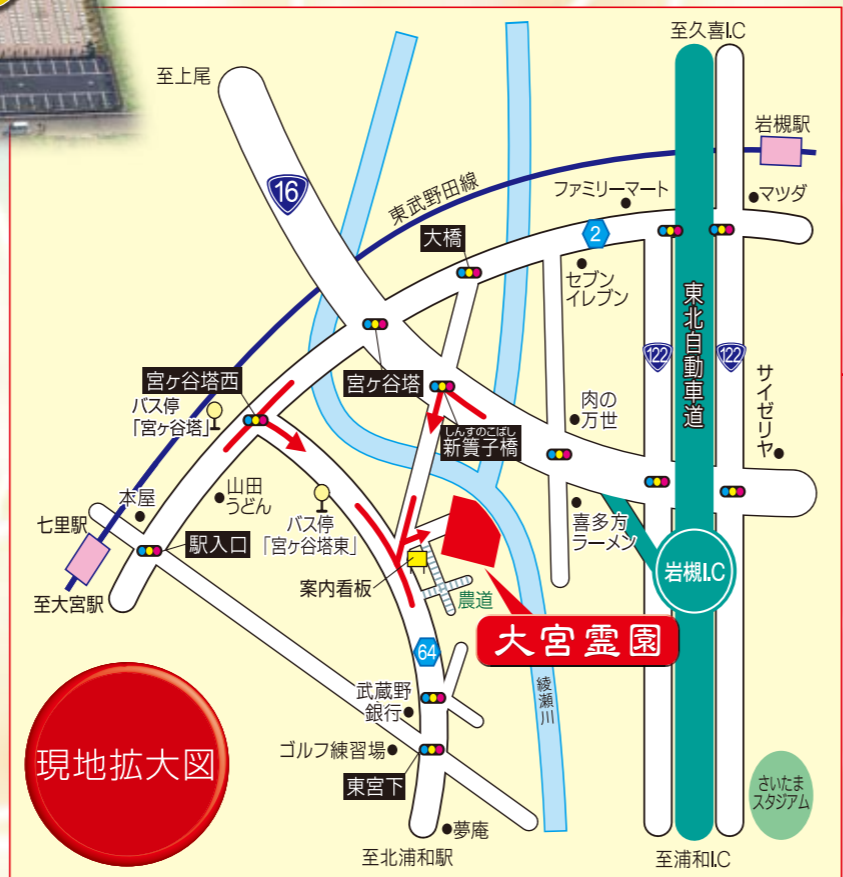 至久喜I.C
至上尾
岩槻駅
16
東武野田線
ファミリーマート
マツダ
大橋
2
セブン
イレブン
東北自動車道
122
122
宮ヶ谷塔西
宮ヶ谷塔
バス停
「宮ヶ谷塔」
サイゼリヤ
肉の
万世
しんすのこばし
新簀子橋
山田
うどん
本屋
七里駅
バス停
「宮ヶ谷塔東」
喜多方
ラーメン
駅入口
案内看板
岩槻I.C
至大宮駅
農道
大宮霊園
64
武蔵野
銀行
綾瀬川
ゴルフ練習場
現地拡大図
東宮下
さいたま
スタジアム
夢庵
至北浦和駅
至浦和I.C